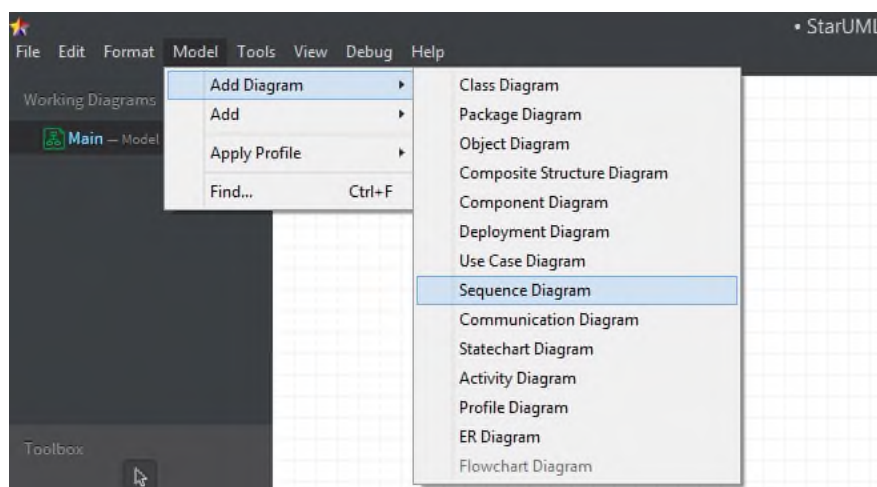 • StarUML
File Edit Format Model Tools View Debug Help
Working Diagrams
Main — Model
Add Diagram
Add
Apply Profile
Find... Ctrl+F
Class Diagram
Package Diagram
Object Diagram
Composite Structure Diagram
Component Diagram
Deployment Diagram
Use Case Diagram
Sequence Diagram
Communication Diagram
Statechart Diagram
Activity Diagram
Profile Diagram
ER Diagram
Flowchart Diagram
Toolbox